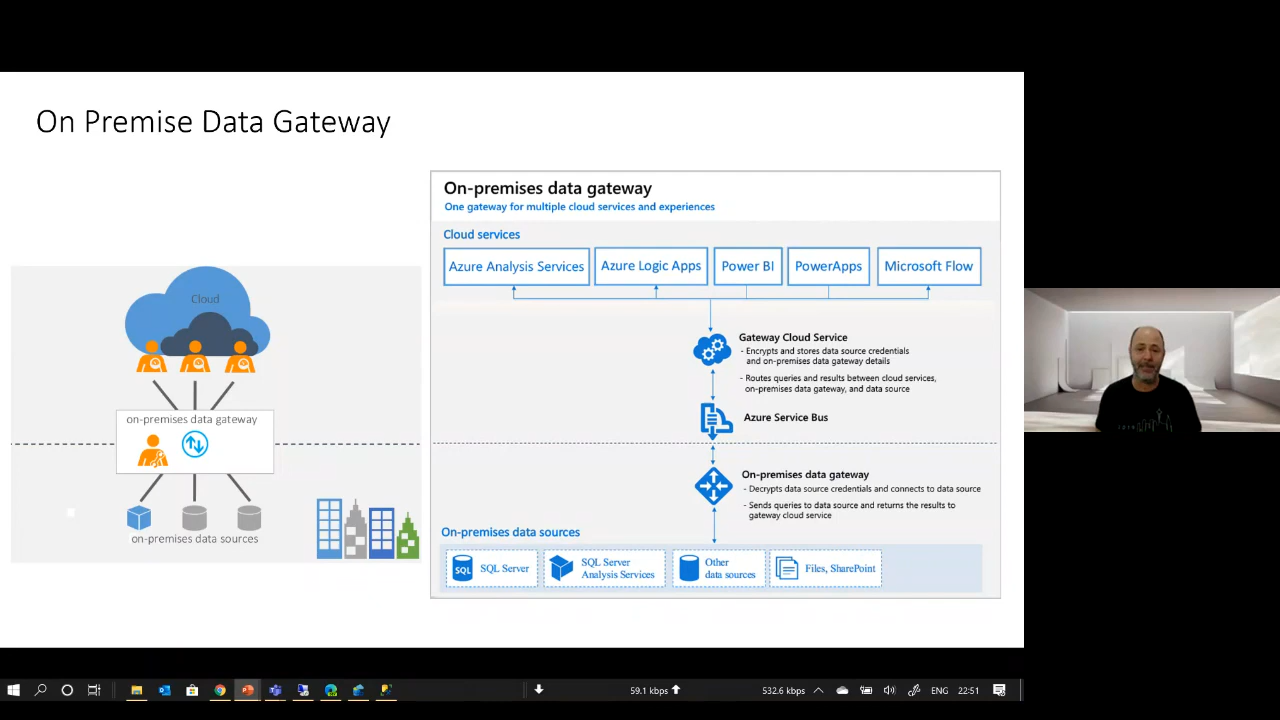 On Premise Data Gateway
Cloud
on-premises data gateway
on-premises data sources
On-premises data gateway
One gateway for multiple cloud services and experiences
Cloud services
Azure Analysis Services
Azure Logic Apps
Power BI
PowerApps
Microsoft Flow
Gateway Cloud Service
- Encrypts and stores data source credentials
and on-premises data gateway details
- Routes queries and results between cloud services,
on-premises data gateway, and data source
Azure Service Bus
On-premises data gateway
- Decrypts data source credentials and connects to data source
- Sends queries to data source and returns the results to
gateway cloud service
On-premises data sources
SQL
SQL Server
SQL Server
Analysis Services
Other
data sources
Files, SharePoint
59.1 kbps
532.6 kbps
ENG
22:51